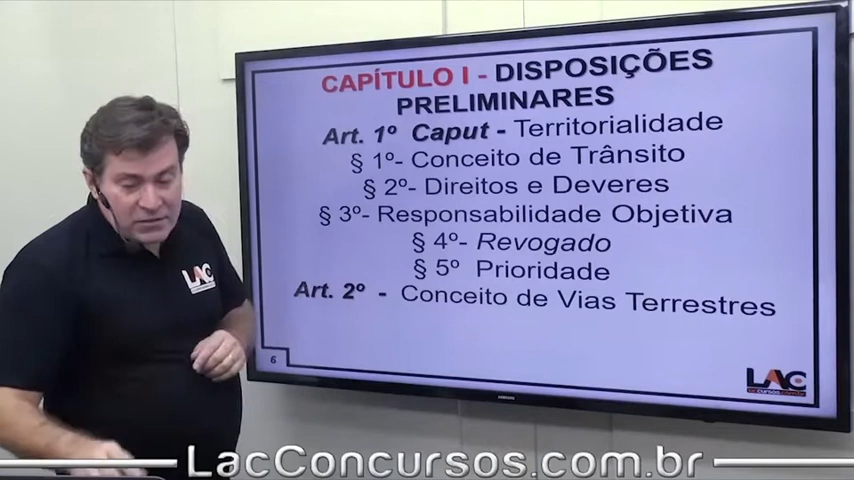 CAPÍTULO I - DISPOSIÇÕES
PRELIMINARES
Art. 1º Caput - Territorialidade
§ 1º- Conceito de Trânsito
§ 2º- Direitos e Deveres
§ 3º- Responsabilidade Objetiva
§ 4º- Revogado
§ 5º Prioridade
Art. 2º - Conceito de Vias Terrestres
6
LAC
LAC
SAMSUNG
LacConcursos.com.br